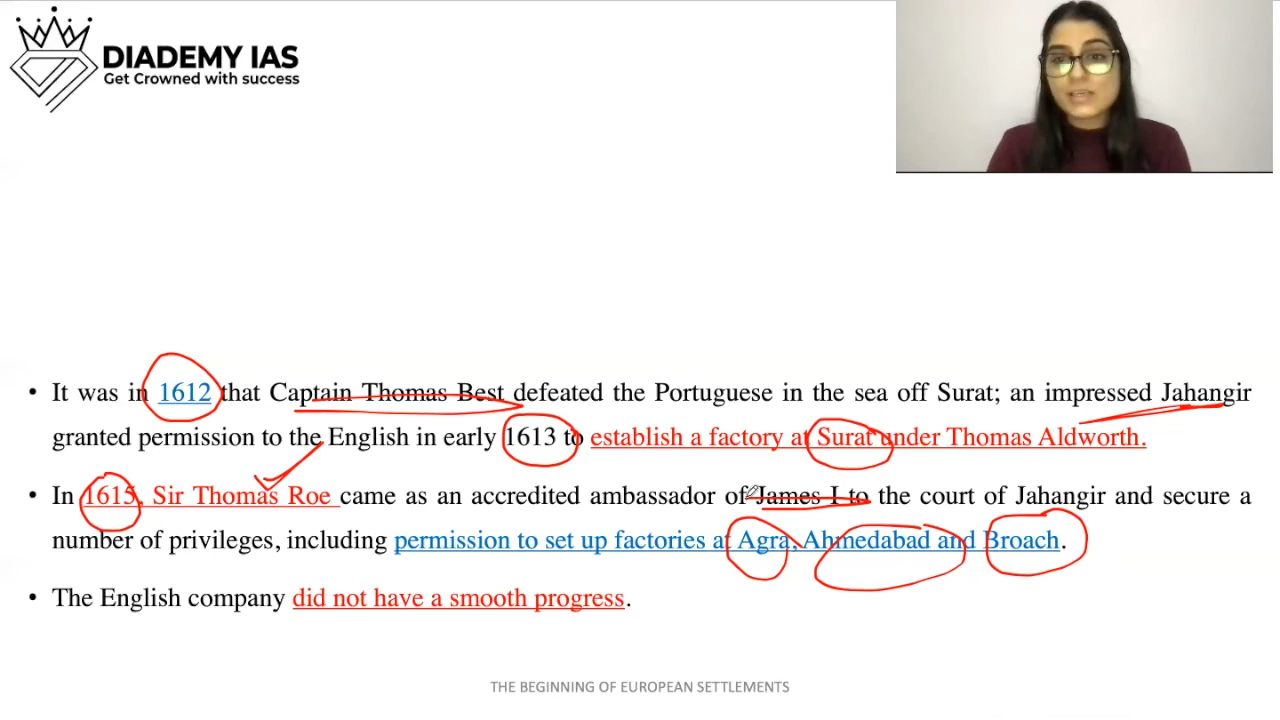 DIADEMY IAS
Get Crowned with success
• It was in 1612 that Captain Thomas Best defeated the Portuguese in the sea off Surat; an impressed Jahangir
granted permission to the English in early 1613 to establish a factory at Surat under Thomas Aldworth.
• In 1615, Sir Thomas Roe came as an accredited ambassador of James I to the court of Jahangir and secure a
number of privileges, including permission to set up factories at Agra, Ahmedabad and Broach.
• The English company did not have a smooth progress.
THE BEGINNING OF EUROPEAN SETTLEMENTS